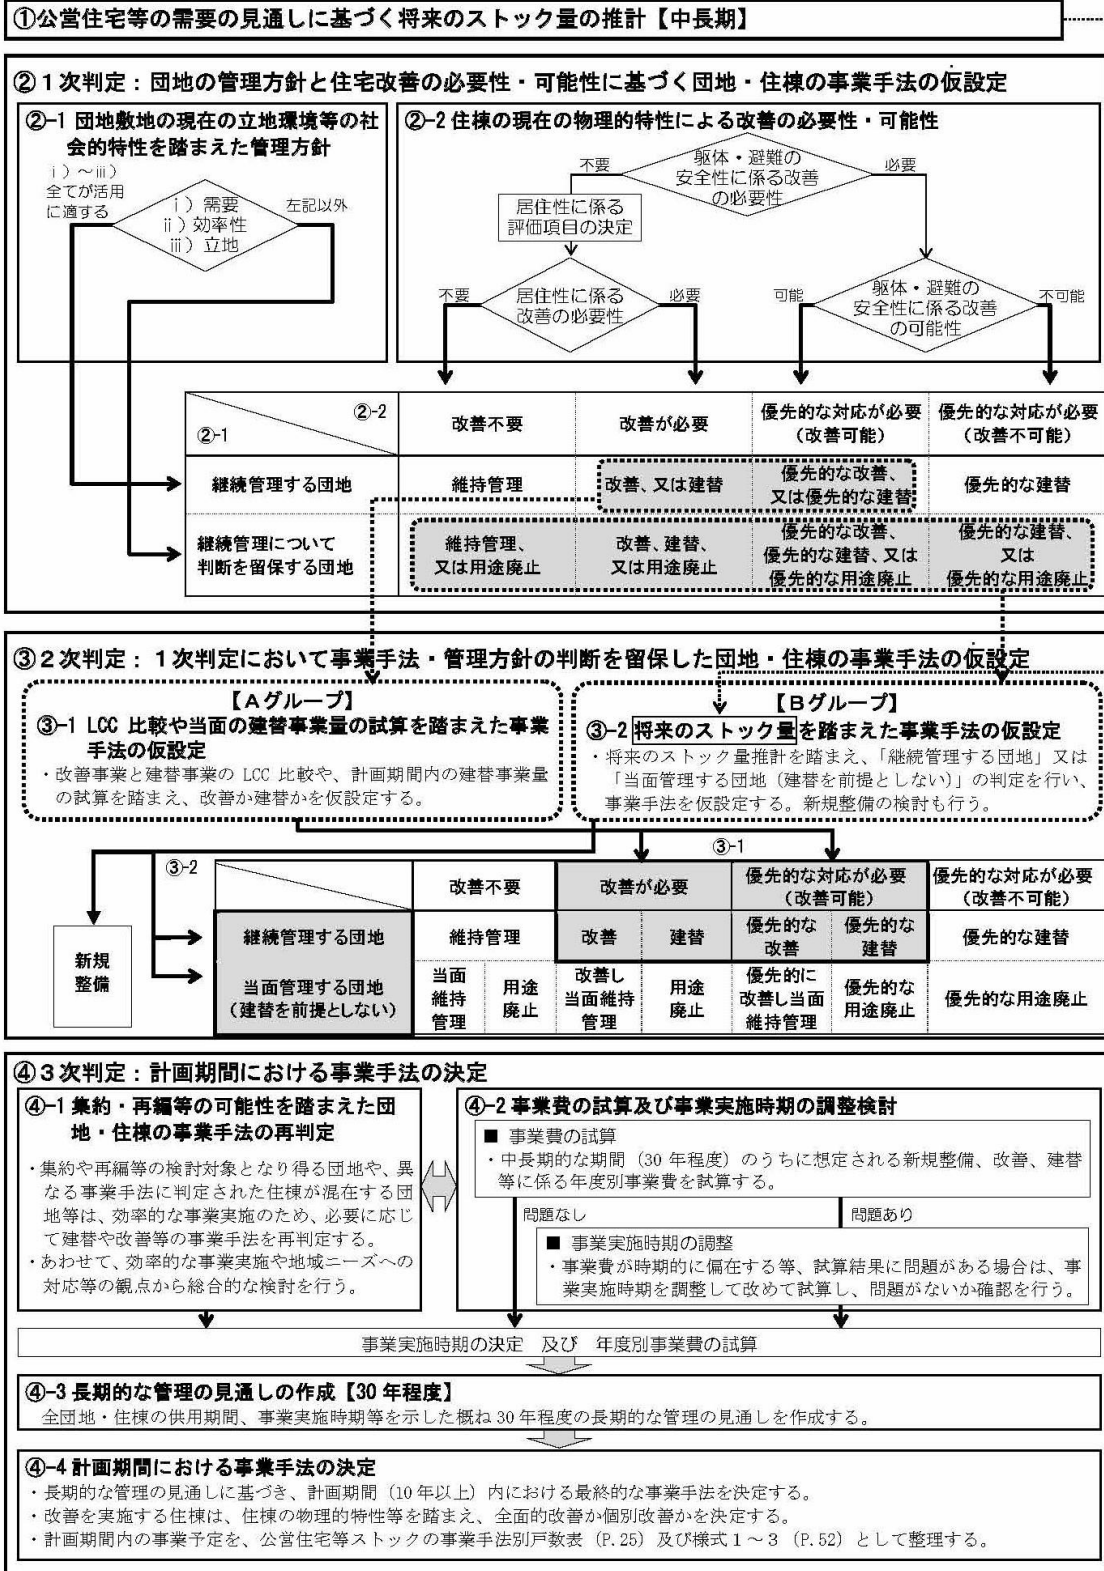 ①公営住宅等の需要の見通しに基づく将来のストック量の推計【中長期】
②１次判定：団地の管理方針と住宅改善の必要性・可能性に基づく団地・住棟の事業手法の仮設定
②-1 団地敷地の現在の立地環境等の社
会的特性を踏まえた管理方針
ⅰ）～ⅲ）
全てが活用
に適する
ⅰ）需要
ⅱ）効率性
ⅲ）立地
左記以外
②-2 住棟の現在の物理的特性による改善の必要性・可能性
不要
躯体・避難の
安全性に係る改善
の必要性
必要
居住性に係る
評価項目の決定
不要
居住性に係る
改善の必要性
必要
可能
躯体・避難の
安全性に係る改善
の可能性
不可能
②-2
②-1
改善不要
改善が必要
優先的な対応が必要
（改善可能）
優先的な対応が必要
（改善不可能）
継続管理する団地
維持管理
改善、又は建替
優先的な改善、
又は優先的な建替
優先的な建替
継続管理について
判断を留保する団地
維持管理、
又は用途廃止
改善、建替、
又は用途廃止
優先的な改善、
優先的な建替、又は
優先的な用途廃止
優先的な建替、
又は
優先的な用途廃止
③２次判定：１次判定において事業手法・管理方針の判断を留保した団地・住棟の事業手法の仮設定
【Ａグループ】
③-1 LCC 比較や当面の建替事業量の試算を踏まえた事業
手法の仮設定
・改善事業と建替事業の LCC 比較や、計画期間内の建替事業量
の試算を踏まえ、改善か建替かを仮設定する。
【Ｂグループ】
③-2 将来のストック量を踏まえた事業手法の仮設定
・将来のストック量推計を踏まえ、「継続管理する団地」又は
「当面管理する団地（建替を前提としない）」の判定を行い、
事業手法を仮設定する。新規整備の検討も行う。
③-1
③-2
改善不要
改善が必要
優先的な対応が必要
（改善可能）
優先的な対応が必要
（改善不可能）
新規
整備
継続管理する団地
維持管理
改善
建替
優先的な
改善
優先的な
建替
優先的な建替
当面管理する団地
（建替を前提としない）
当面
維持
管理
用途
廃止
改善し
当面維持
管理
用途
廃止
優先的に
改善し当面
維持管理
優先的な
用途廃止
優先的な用途廃止
④３次判定：計画期間における事業手法の決定
④-1 集約・再編等の可能性を踏まえた団
地・住棟の事業手法の再判定
・集約や再編等の検討対象となり得る団地や、異
なる事業手法に判定された住棟が混在する団
地等は、効率的な事業実施のため、必要に応じ
て建替や改善等の事業手法を再判定する。
・あわせて、効率的な事業実施や地域ニーズへの
対応等の観点から総合的な検討を行う。
④-2 事業費の試算及び事業実施時期の調整検討
■ 事業費の試算
・中長期的な期間（30 年程度）のうちに想定される新規整備、改善、建替
等に係る年度別事業費を試算する。
問題なし
問題あり
■ 事業実施時期の調整
・事業費が時期的に偏在する等、試算結果に問題がある場合は、事
業実施時期を調整して改めて試算し、問題がないか確認を行う。
事業実施時期の決定　及び　年度別事業費の試算
④-3 長期的な管理の見通しの作成【30 年程度】
全団地・住棟の供用期間、事業実施時期等を示した概ね 30 年程度の長期的な管理の見通しを作成する。
④-4 計画期間における事業手法の決定
・長期的な管理の見通しに基づき、計画期間（10 年以上）内における最終的な事業手法を決定する。
・改善を実施する住棟は、住棟の物理的特性等を踏まえ、全面的改善か個別改善かを決定する。
・計画期間内の事業予定を、公営住宅等ストックの事業手法別戸数表（P.25）及び様式１～３（P.52）として整理する。